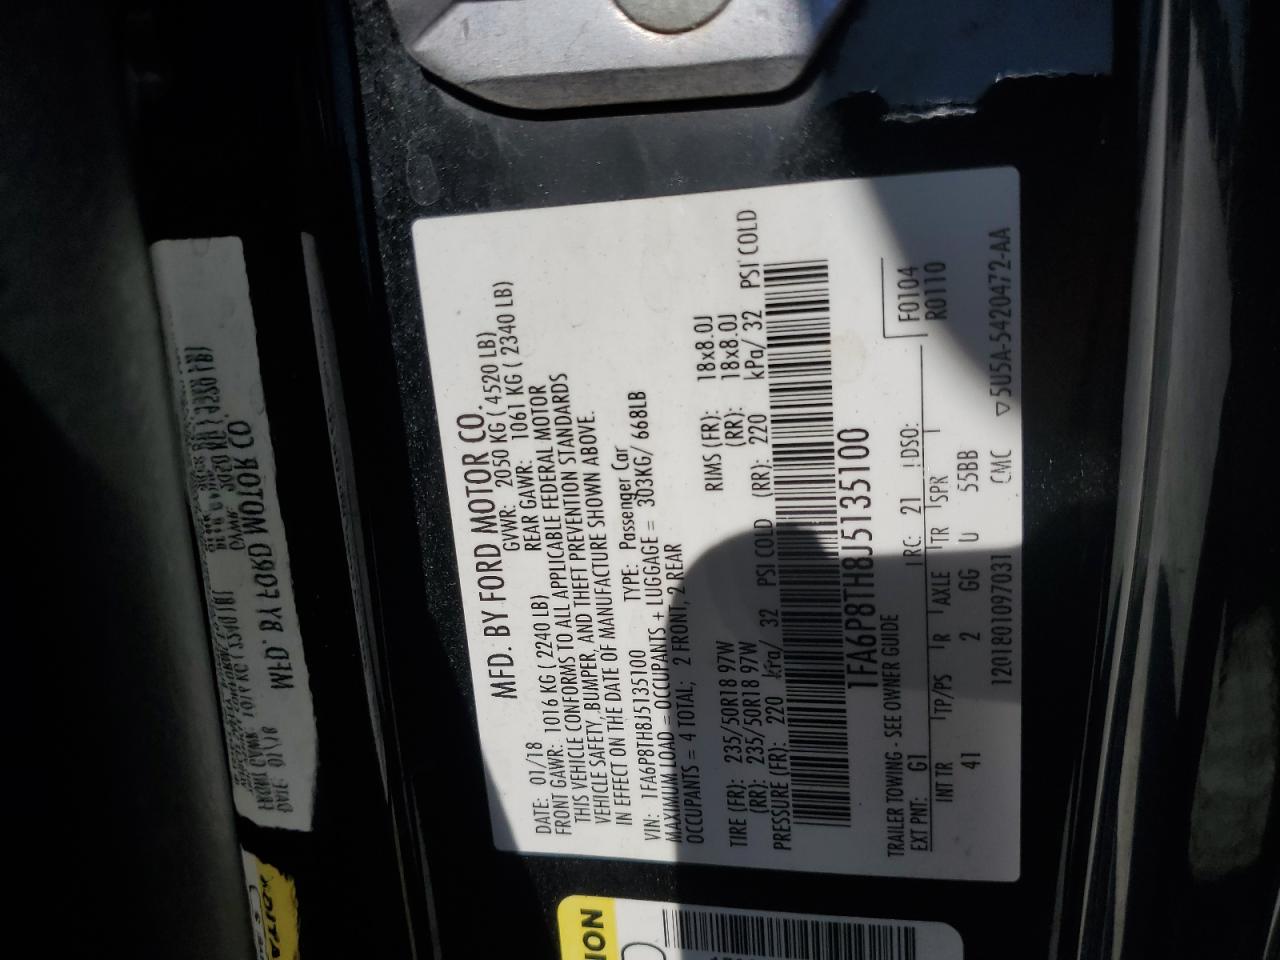 MFD. BY FORD MOTOR CO.
DATE: 01/18 GVWR: 2050 KG ( 4520 LB)
FRONT GAWR: 1016 KG ( 2240 LB) REAR GAWR: 1061 KG ( 2340 LB)
THIS VEHICLE CONFORMS TO ALL APPLICABLE FEDERAL MOTOR
VEHICLE SAFETY, BUMPER, AND THEFT PREVENTION STANDARDS
IN EFFECT ON THE DATE OF MANUFACTURE SHOWN ABOVE.
VIN: 1FA6P8TH8J5135100 TYPE: Passenger Car
MAXIMUM LOAD = OCCUPANTS + LUGGAGE = 303KG/ 668LB
OCCUPANTS = 4 TOTAL; 2 FRONT, 2 REAR
TIRE (FR): 235/50R18 97W RIMS (FR): 18x8.0J
(RR): 235/50R18 97W (RR): 18x8.0J
PRESSURE (FR): 220 kPa/ 32 PSI COLD (RR): 220 kPa/ 32 PSI COLD
1FA6P8TH8J5135100
TRAILER TOWING - SEE OWNER GUIDE
EXT PNT: G1 RC: 21 DSO: F0104
R0110
INT TR TP/PS R AXLE TR SPR
41 2 GG U 55BB
120180109703​1 CMC ▽5U5A-5420472-AA
ION